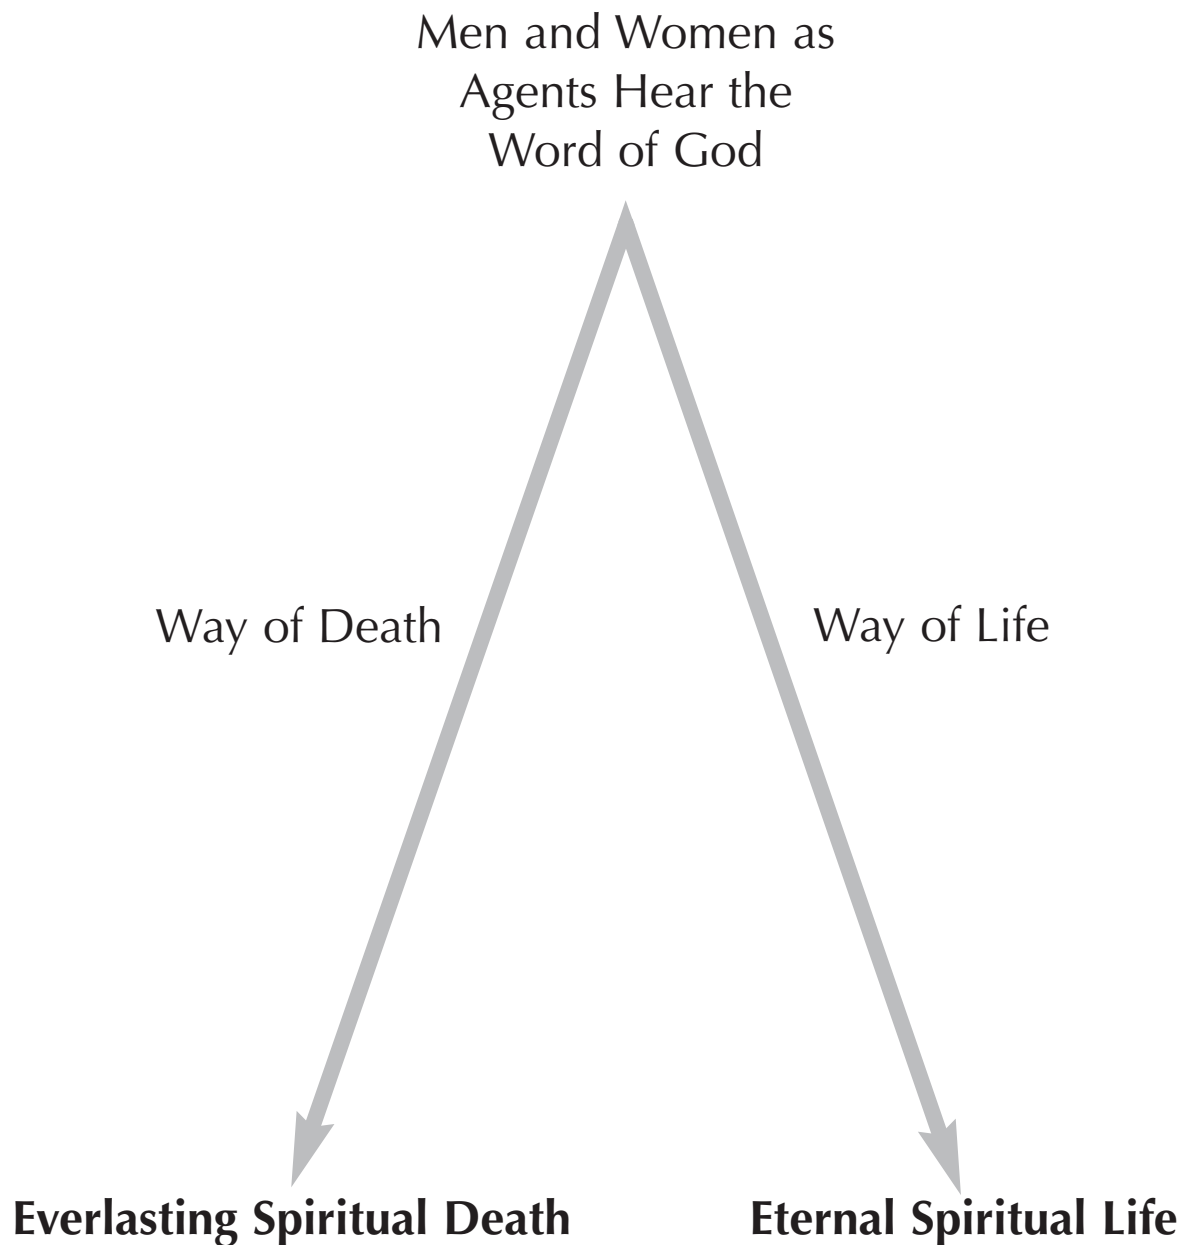 Men and Women as
Agents Hear the
Word of God
Way of Death
Way of Life
Everlasting Spiritual Death
Eternal Spiritual Life